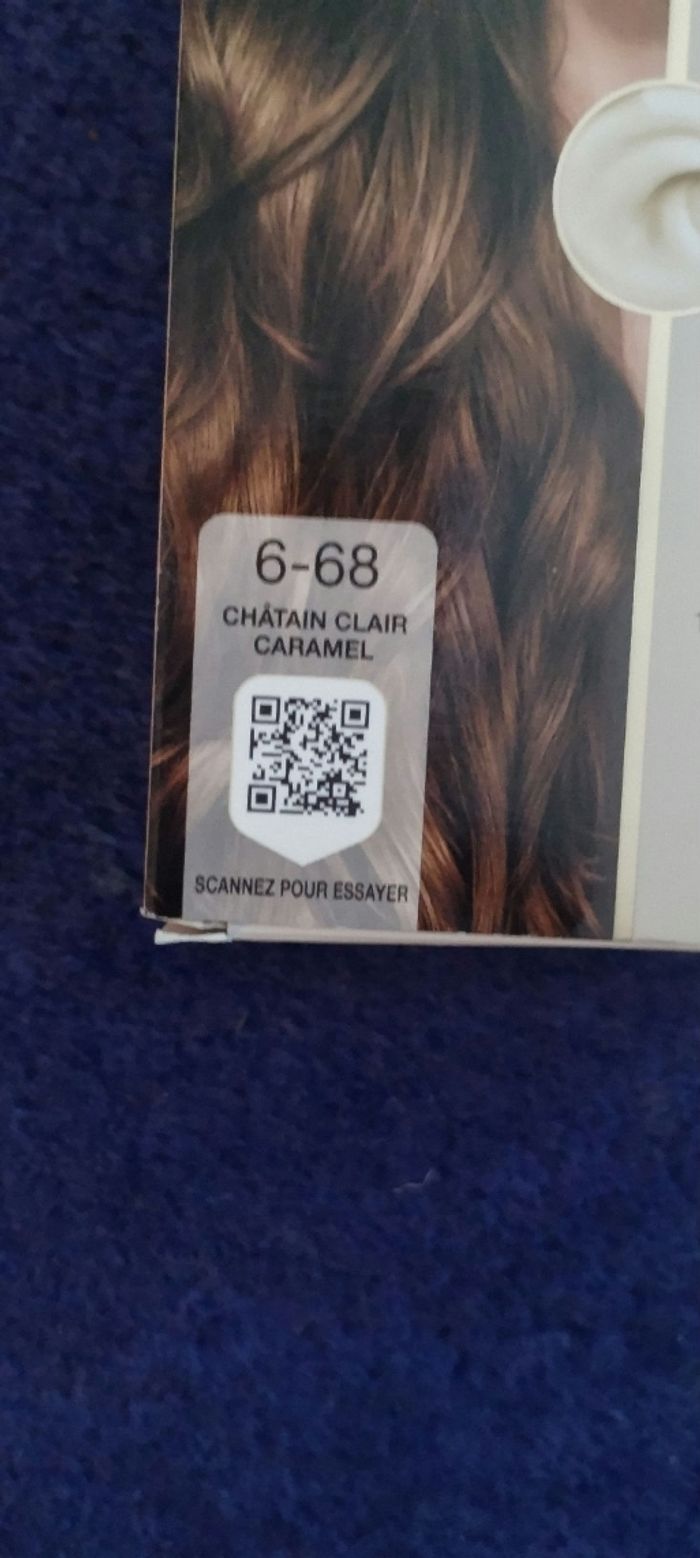 6-68
CHÂTAIN CLAIR
CARAMEL
SCANNEZ POUR ESSAYER